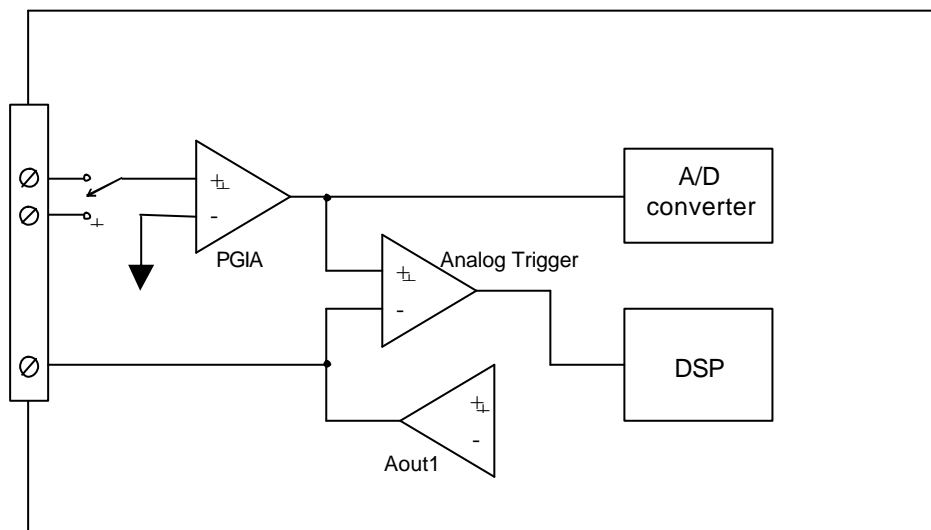 A/D
converter
+
-
PGIA
Analog Trigger
+
-
DSP
+
-
Aout1